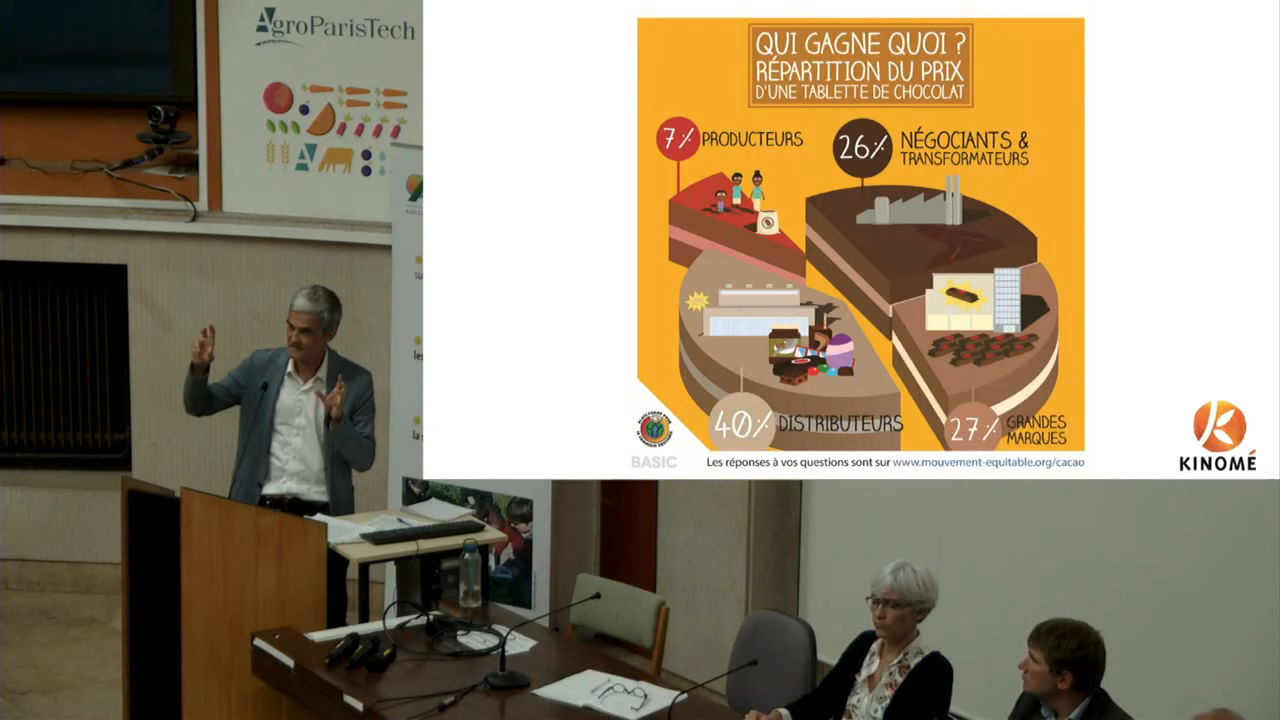 AgroParisTech
QUI GAGNE QUOI ?
RÉPARTITION DU PRIX
D'UNE TABLETTE DE CHOCOLAT
7% PRODUCTEURS
26% NÉGOCIANTS &
TRANSFORMATEURS
40% DISTRIBUTEURS
27% GRANDES
MARQUES
BASIC
Les réponses à vos questions sont sur www.mouvement-equitable.org/cacao
KINOMÉ